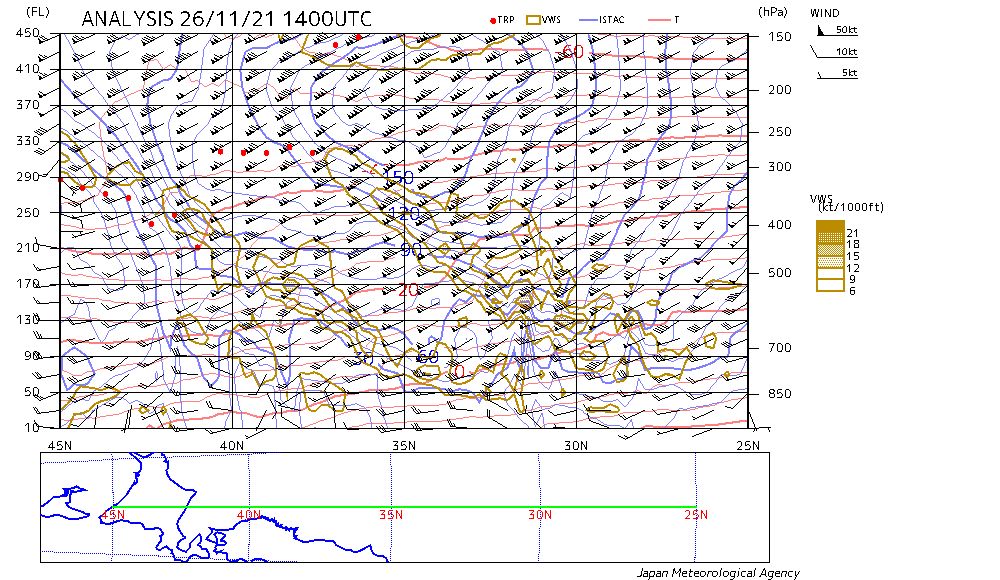 (FL) ANALYSIS 26/11/21 1400UTC TRP VWS ISTAC T (hPa) WIND
450 150
50kt
-60
410
10kt
5kt
200
370
250
330
300
290
150
VWS
(kt/1000ft)
250 120
400
21
210 90
18
15
500
12
170 -20
9
6
130
700
90 30 60
0
50
850
10
45N 40N 35N 30N 25N
45N 40N 35N 30N 25N
Japan Meteorological Agency